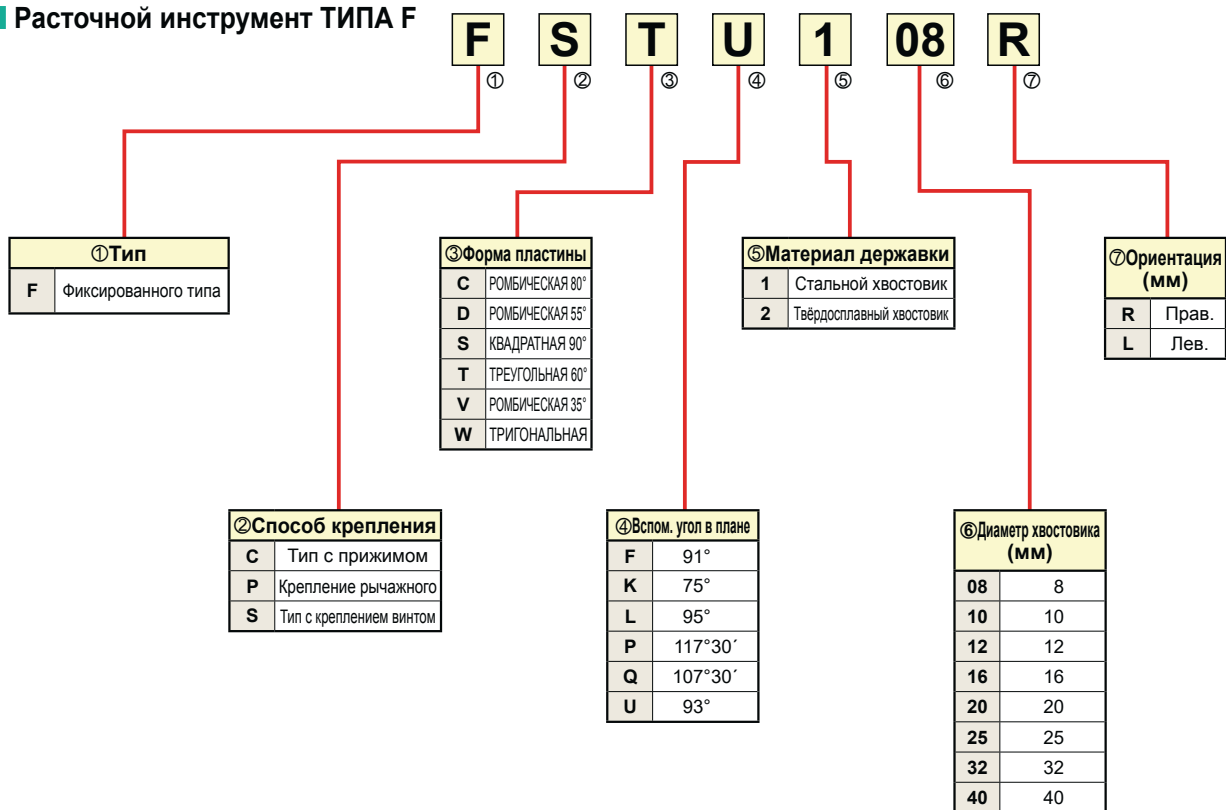 Расточной инструмент ТИПА F
F S T U 1 08 R
① ② ③ ④ ⑤ ⑥ ⑦
①Тип
F Фиксированного типа
③Форма пластины
C РОМБИЧЕСКАЯ 80°
D РОМБИЧЕСКАЯ 55°
S КВАДРАТНАЯ 90°
T ТРЕУГОЛЬНАЯ 60°
V РОМБИЧЕСКАЯ 35°
W ТРИГОНАЛЬНАЯ
⑤Материал державки
1 Стальной хвостовик
2 Твёрдосплавный хвостовик
⑦Ориентация
(мм)
R Прав.
L Лев.
②Способ крепления
C Тип с прижимом
P Крепление рычажного
S Тип с креплением винтом
④Вспом. угол в плане
F 91°
K 75°
L 95°
P 117°30´
Q 107°30´
U 93°
⑥Диаметр хвостовика
(мм)
08 8
10 10
12 12
16 16
20 20
25 25
32 32
40 40